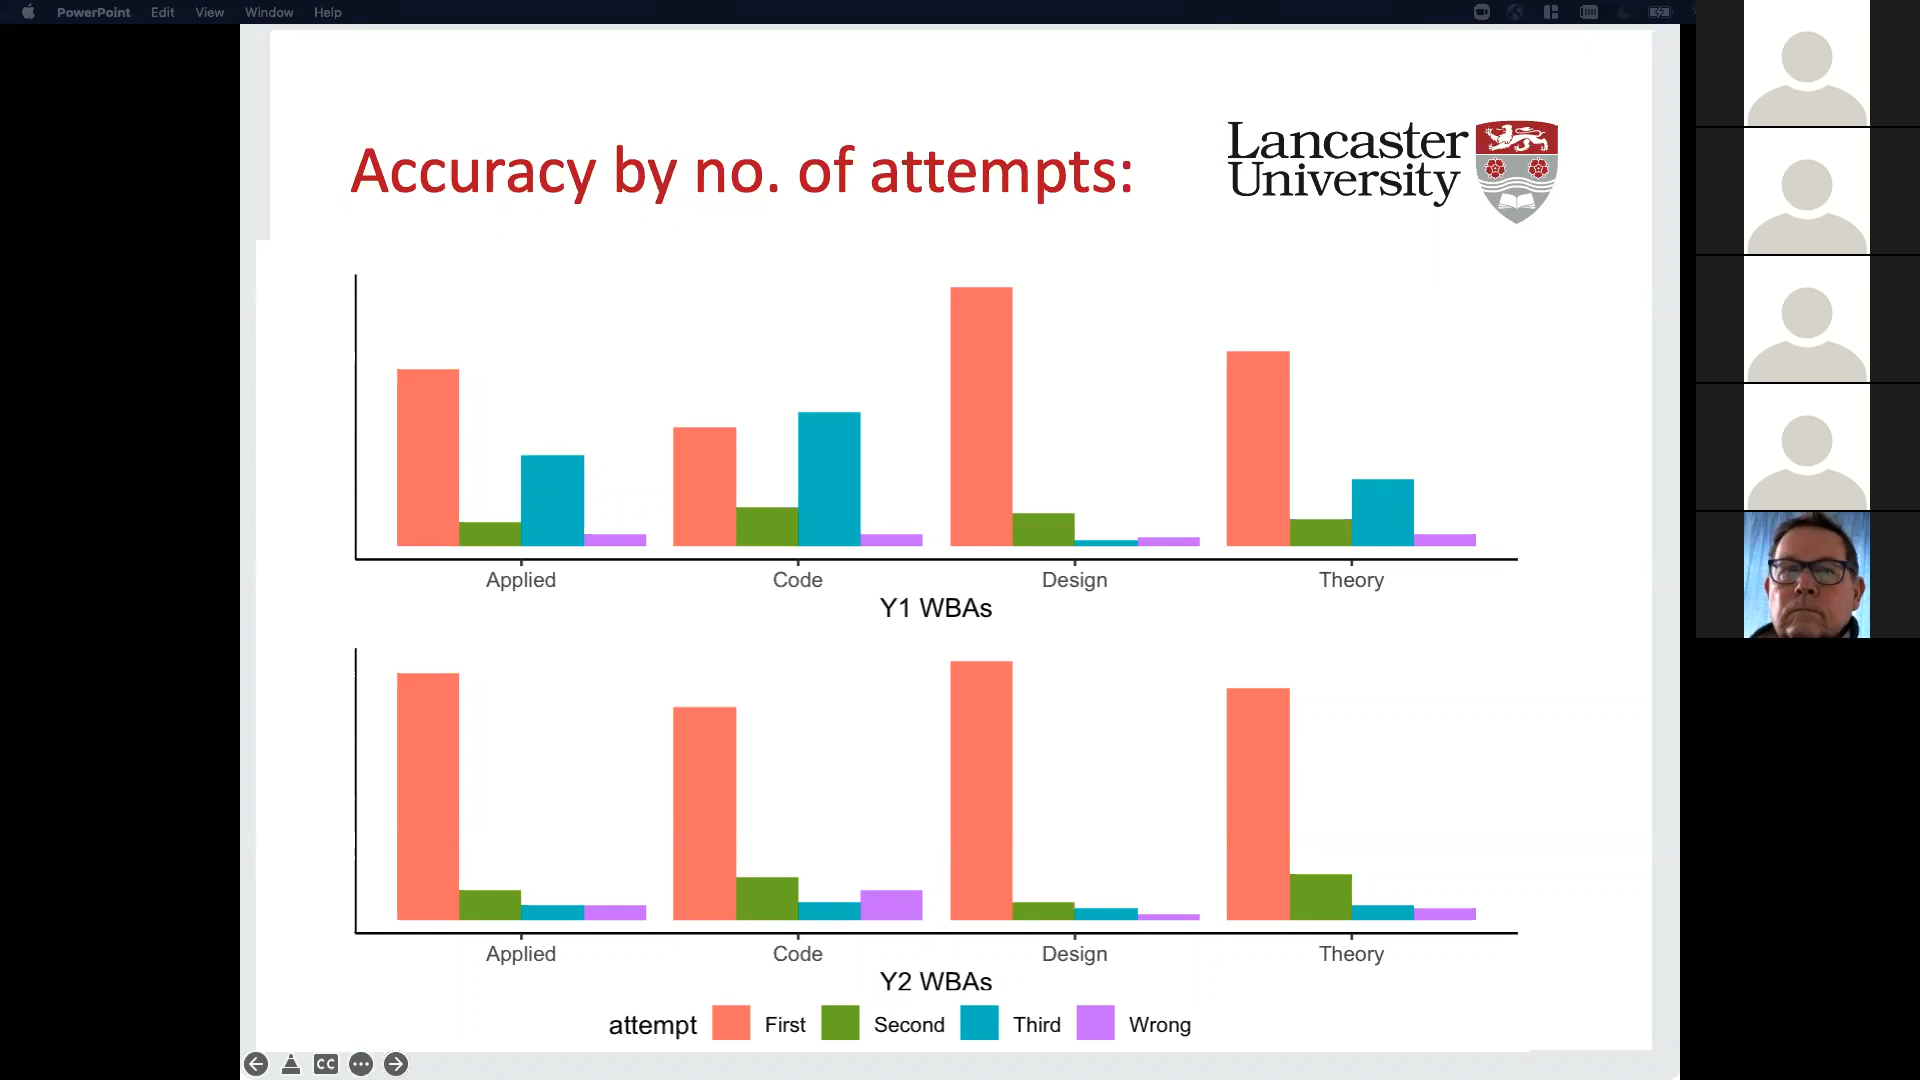 PowerPoint Edit View Window Help
Accuracy by no. of attempts:
Lancaster
University
Applied Code Design Theory
Y1 WBAs
Applied Code Design Theory
Y2 WBAs
attempt First Second Third Wrong
CC